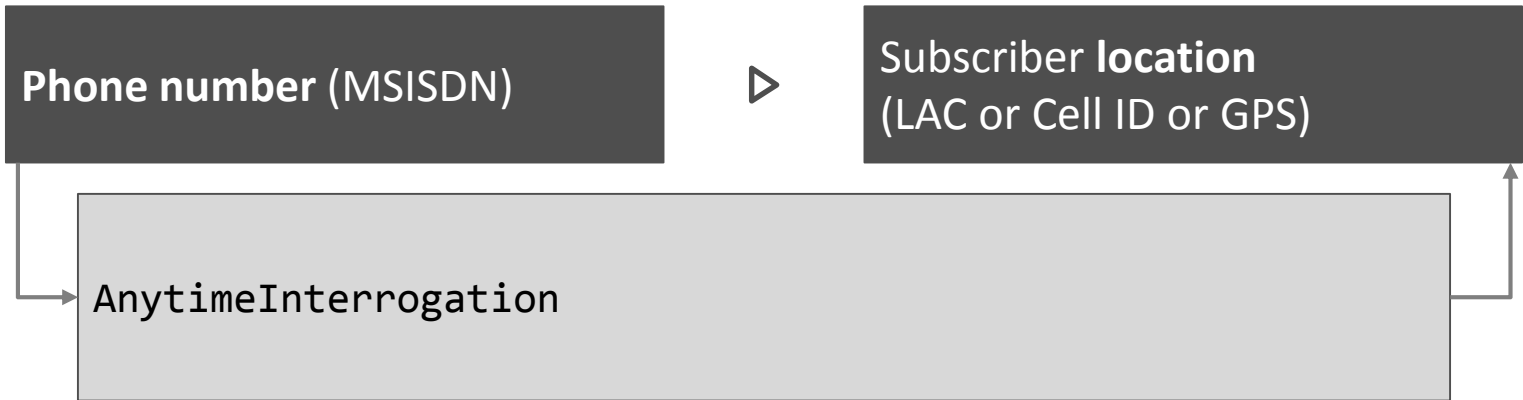 Phone number (MSISDN)
Subscriber location
(LAC or Cell ID or GPS)
AnytimeInterrogation